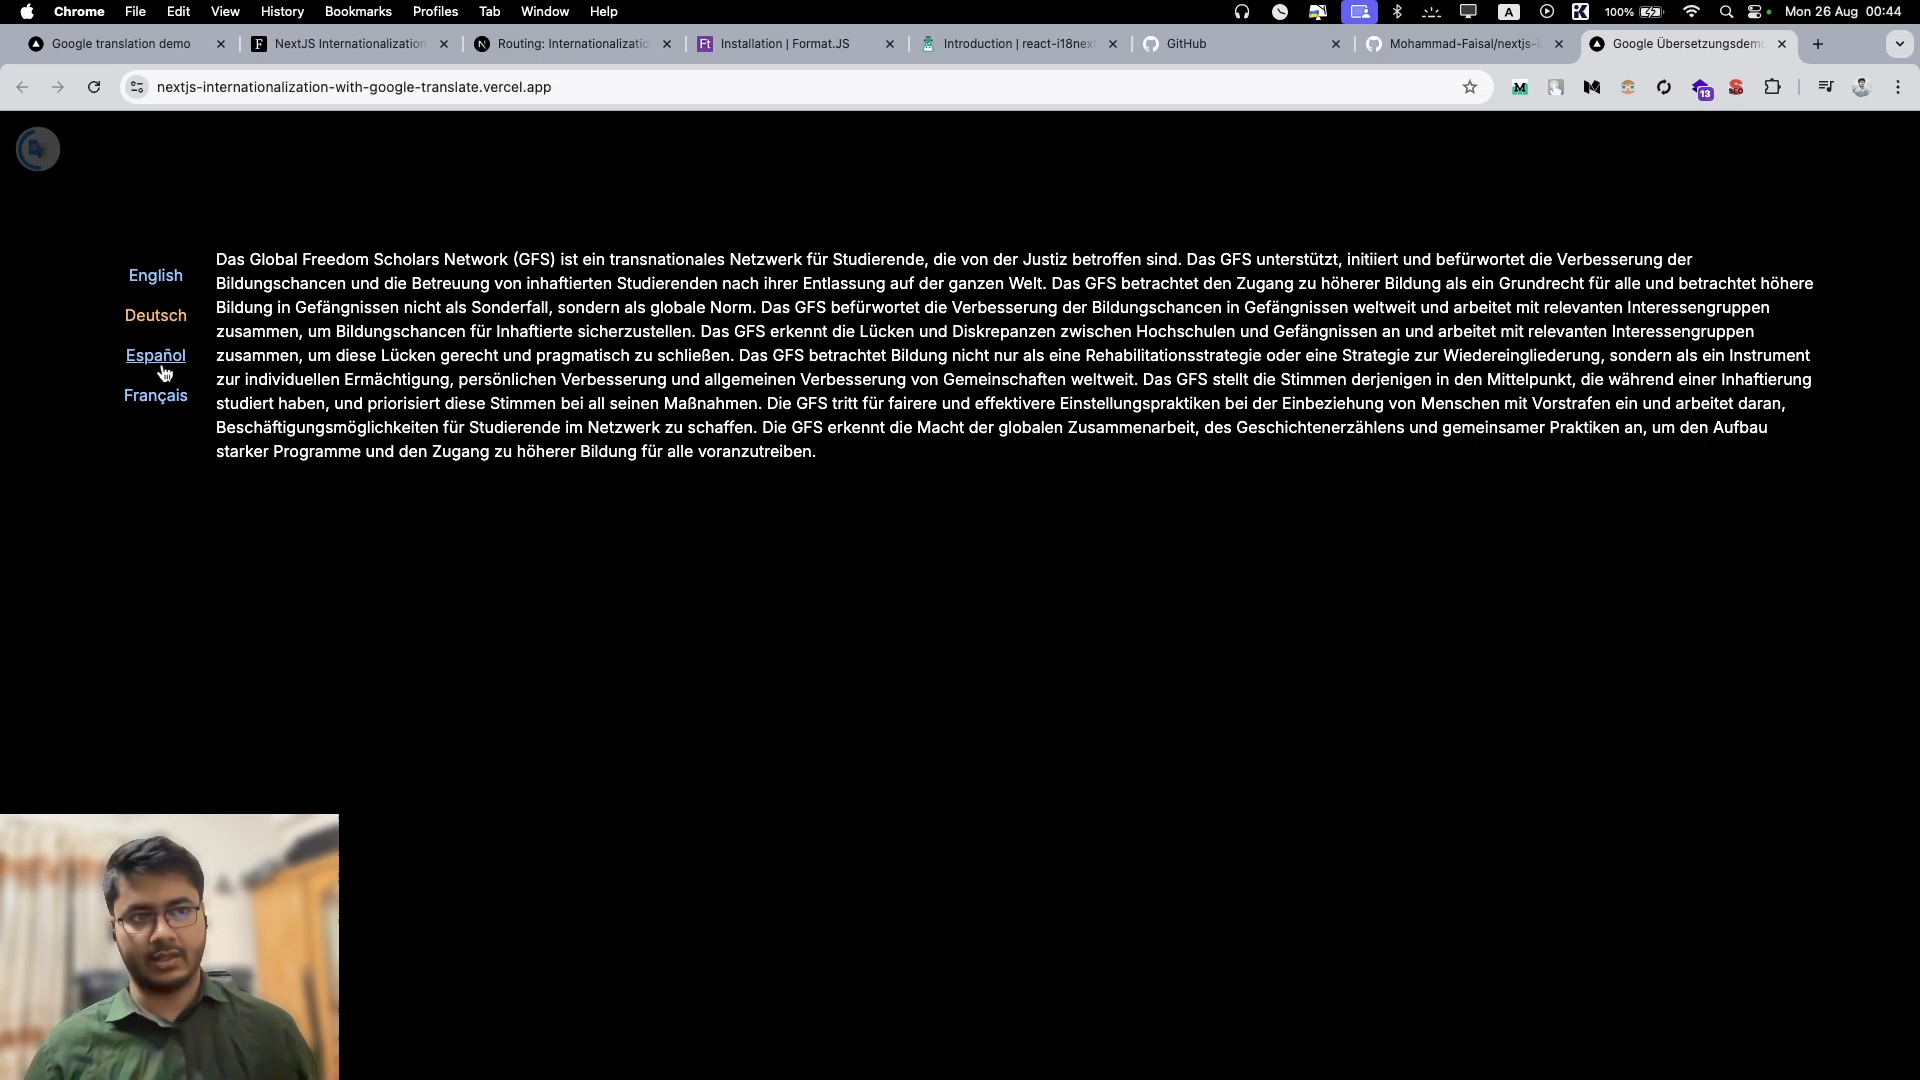 Chrome File Edit View History Bookmarks Profiles Tab Window Help A 100% Mon 26 Aug 00:44
Google translation demo NextJS Internationalization Routing: Internationalizatio Installation | Format.JS Introduction | react-i18nex GitHub Mohammad-Faisal/nextjs-i Google Übersetzungsdem
nextjs-internationalization-with-google-translate.vercel.app 13 SEO
English
Deutsch
Español
Français
Das Global Freedom Scholars Network (GFS) ist ein transnationales Netzwerk für Studierende, die von der Justiz betroffen sind. Das GFS unterstützt, initiiert und befürwortet die Verbesserung der
Bildungschancen und die Betreuung von inhaftierten Studierenden nach ihrer Entlassung auf der ganzen Welt. Das GFS betrachtet den Zugang zu höherer Bildung als ein Grundrecht für alle und betrachtet höhere
Bildung in Gefängnissen nicht als Sonderfall, sondern als globale Norm. Das GFS befürwortet die Verbesserung der Bildungschancen in Gefängnissen weltweit und arbeitet mit relevanten Interessengruppen
zusammen, um Bildungschancen für Inhaftierte sicherzustellen. Das GFS erkennt die Lücken und Diskrepanzen zwischen Hochschulen und Gefängnissen an und arbeitet mit relevanten Interessengruppen
zusammen, um diese Lücken gerecht und pragmatisch zu schließen. Das GFS betrachtet Bildung nicht nur als eine Rehabilitationsstrategie oder eine Strategie zur Wiedereingliederung, sondern als ein Instrument
zur individuellen Ermächtigung, persönlichen Verbesserung und allgemeinen Verbesserung von Gemeinschaften weltweit. Das GFS stellt die Stimmen derjenigen in den Mittelpunkt, die während einer Inhaftierung
studiert haben, und priorisiert diese Stimmen bei all seinen Maßnahmen. Die GFS tritt für fairere und effektivere Einstellungspraktiken bei der Einbeziehung von Menschen mit Vorstrafen ein und arbeitet daran,
Beschäftigungsmöglichkeiten für Studierende im Netzwerk zu schaffen. Die GFS erkennt die Macht der globalen Zusammenarbeit, des Geschichtenerzählens und gemeinsamer Praktiken an, um den Aufbau
starker Programme und den Zugang zu höherer Bildung für alle voranzutreiben.